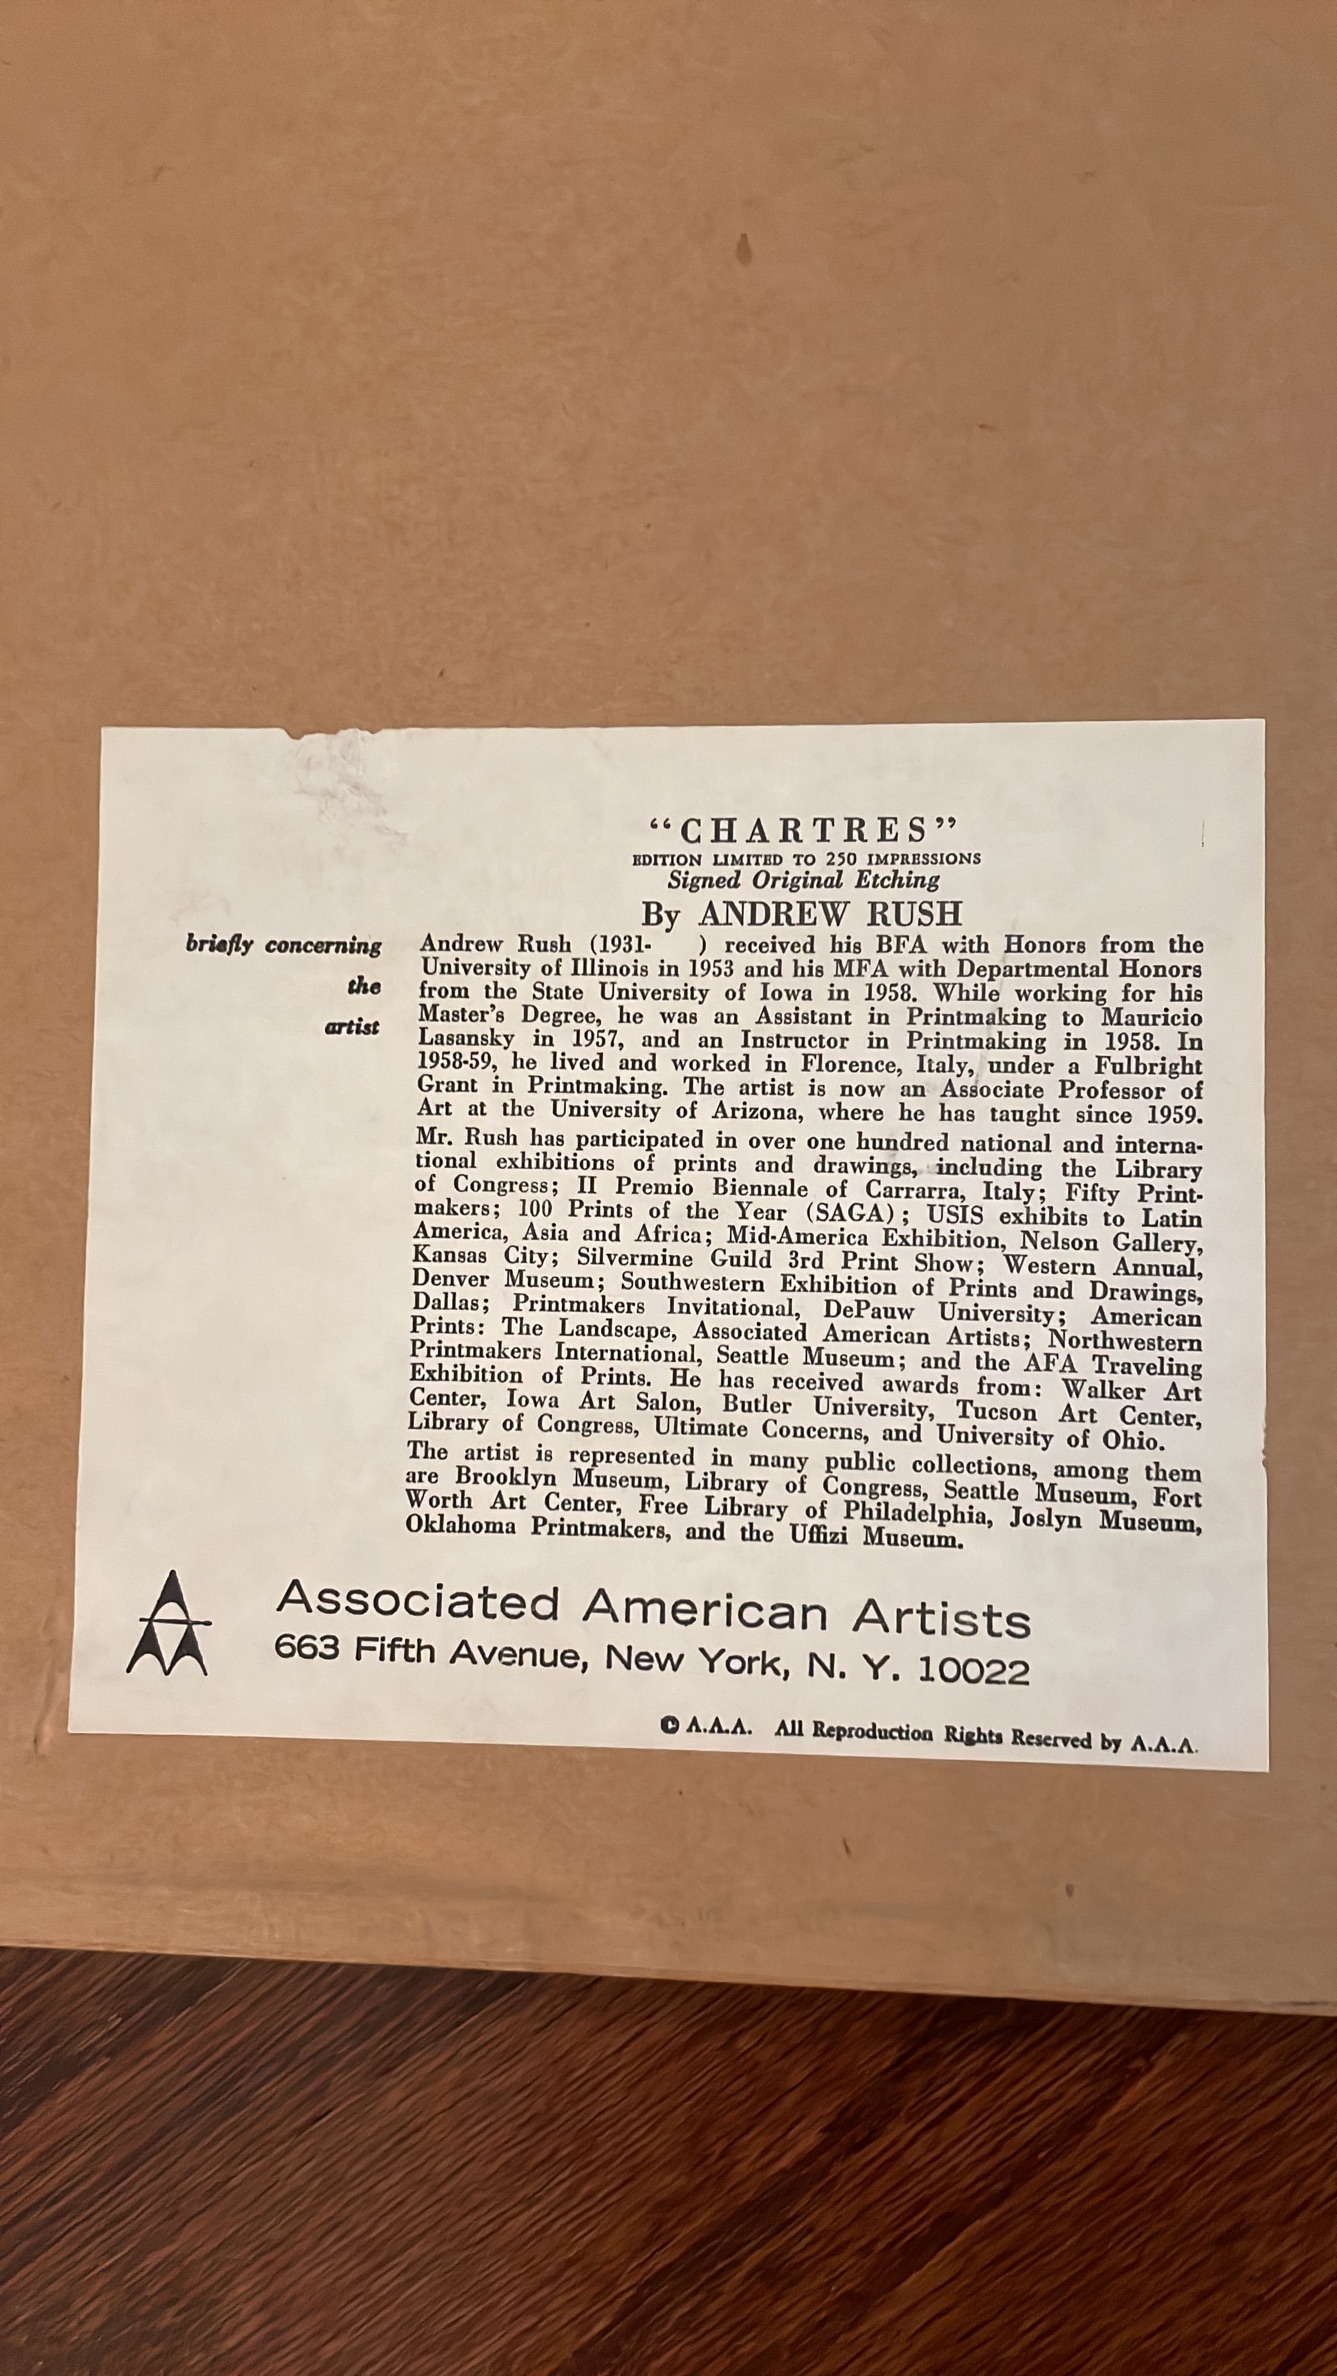 “CHARTRES”
EDITION LIMITED TO 250 IMPRESSIONS
Signed Original Etching
By ANDREW RUSH
briefly concerning
the
artist
Andrew Rush (1931-      ) received his BFA with Honors from the
University of Illinois in 1953 and his MFA with Departmental Honors
from the State University of Iowa in 1958. While working for his
Master’s Degree, he was an Assistant in Printmaking to Mauricio
Lasansky in 1957, and an Instructor in Printmaking in 1958. In
1958-59, he lived and worked in Florence, Italy, under a Fulbright
Grant in Printmaking. The artist is now an Associate Professor of
Art at the University of Arizona, where he has taught since 1959.
Mr. Rush has participated in over one hundred national and interna-
tional exhibitions of prints and drawings, including the Library
of Congress; II Premio Biennale of Carrarra, Italy; Fifty Print-
makers; 100 Prints of the Year (SAGA); USIS exhibits to Latin
America, Asia and Africa; Mid-America Exhibition, Nelson Gallery,
Kansas City; Silvermine Guild 3rd Print Show; Western Annual,
Denver Museum; Southwestern Exhibition of Prints and Drawings,
Dallas; Printmakers Invitational, DePauw University; American
Prints: The Landscape, Associated American Artists; Northwestern
Printmakers International, Seattle Museum; and the AFA Traveling
Exhibition of Prints. He has received awards from: Walker Art
Center, Iowa Art Salon, Butler University, Tucson Art Center,
Library of Congress, Ultimate Concerns, and University of Ohio.
The artist is represented in many public collections, among them
are Brooklyn Museum, Library of Congress, Seattle Museum, Fort
Worth Art Center, Free Library of Philadelphia, Joslyn Museum,
Oklahoma Printmakers, and the Uffizi Museum.
Associated American Artists
663 Fifth Avenue, New York, N. Y. 10022
© A.A.A. All Reproduction Rights Reserved by A.A.A.